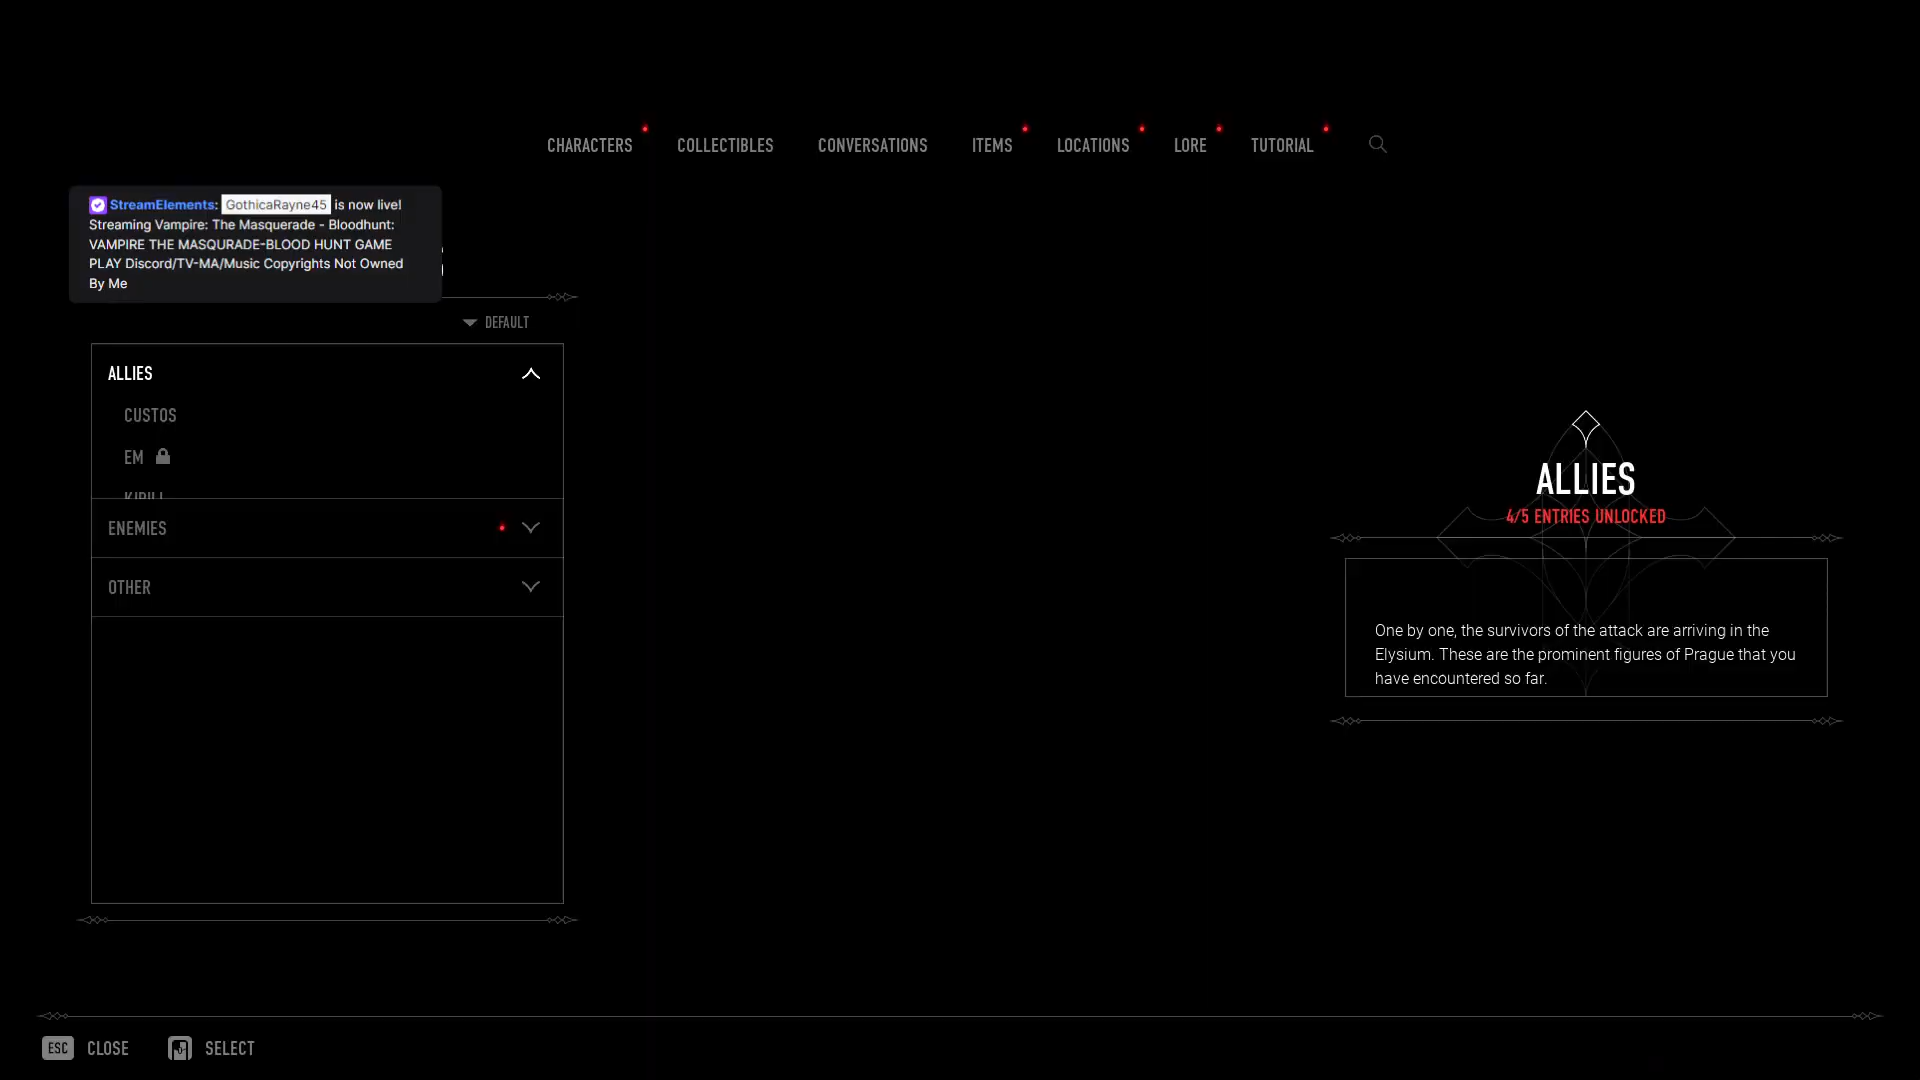 CHARACTERS COLLECTIBLES CONVERSATIONS ITEMS LOCATIONS LORE TUTORIAL
StreamElements: GothicaRayne45 is now live!
Streaming Vampire: The Masquerade - Bloodhunt:
VAMPIRE THE MASQURADE-BLOOD HUNT GAME
PLAY Discord/TV-MA/Music Copyrights Not Owned
By Me
DEFAULT
ALLIES
CUSTOS
EM
KIRILL
ENEMIES
OTHER
ALLIES
4/5 ENTRIES UNLOCKED
One by one, the survivors of the attack are arriving in the
Elysium. These are the prominent figures of Prague that you
have encountered so far.
ESC CLOSE SELECT